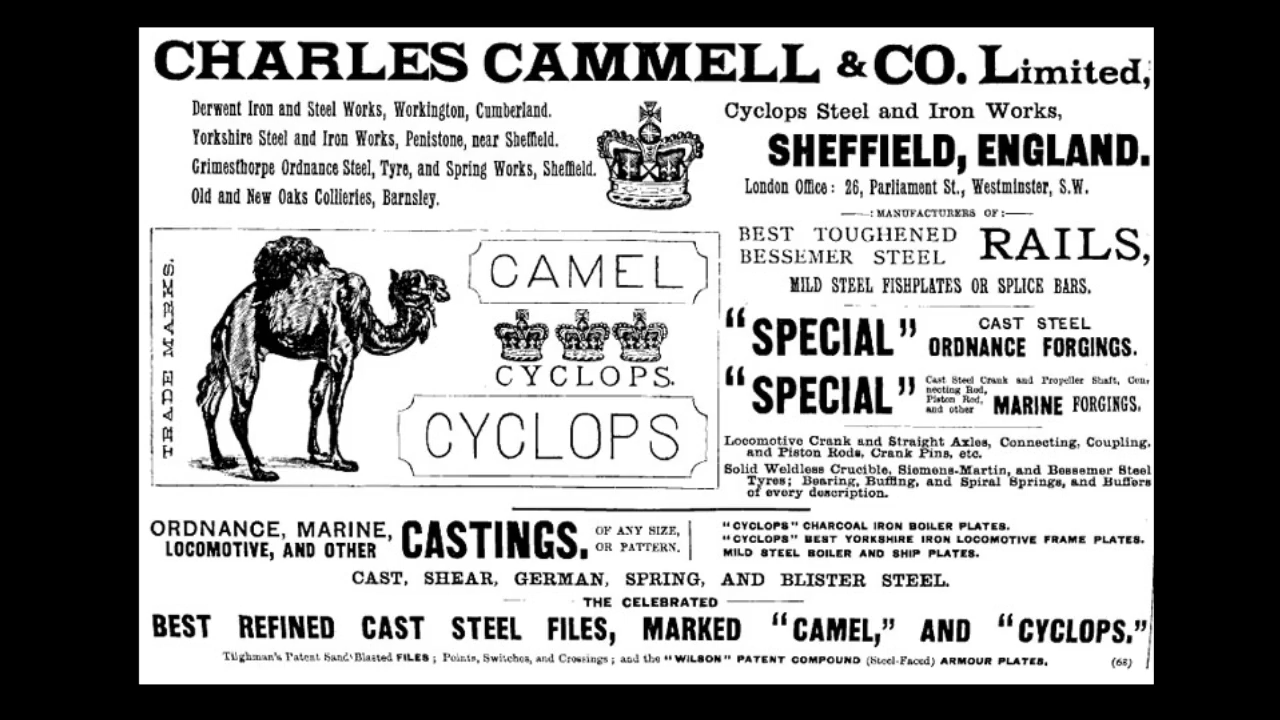 CHARLES CAMMELL & CO. Limited,
Derwent Iron and Steel Works, Workington, Cumberland.
Yorkshire Steel and Iron Works, Penistone, near Sheffield.
Grimesthorpe Ordnance Steel, Tyre, and Spring Works, Sheffield.
Old and New Oaks Collieries, Barnsley.
Cyclops Steel and Iron Works,
SHEFFIELD, ENGLAND.
London Office: 26, Parliament St., Westminster, S.W.
:MANUFACTURERS OF:
BEST TOUGHENED
BESSEMER STEEL
RAILS,
MILD STEEL FISHPLATES OR SPLICE BARS.
TRADE MARKS.
CAMEL
CYCLOPS.
CYCLOPS
"SPECIAL"
CAST STEEL
ORDNANCE FORGINGS.
"SPECIAL"
Cast Steel Crank and Propeller Shaft, Con-
necting Rod,
Piston Rod,
and other
MARINE FORGINGS.
Locomotive Crank and Straight Axles, Connecting, Coupling,
and Piston Rods, Crank Pins, etc.
Solid Weldless Crucible, Siemens-Martin, and Bessemer Steel
Tyres; Bearing, Buffing, and Spiral Springs, and Buffers
of every description.
ORDNANCE, MARINE,
LOCOMOTIVE, AND OTHER
CASTINGS,
OF ANY SIZE,
OR PATTERN.
"CYCLOPS" CHARCOAL IRON BOILER PLATES.
"CYCLOPS" BEST YORKSHIRE IRON LOCOMOTIVE FRAME PLATES.
MILD STEEL BOILER AND SHIP PLATES.
CAST, SHEAR, GERMAN, SPRING, AND BLISTER STEEL.
THE CELEBRATED
BEST REFINED CAST STEEL FILES, MARKED "CAMEL," AND "CYCLOPS."
Tilghman's Patent Sand Blasted FILES; Points, Switches, and Crossings; and the "WILSON" PATENT COMPOUND (Steel-Faced) ARMOUR PLATES.
(68)